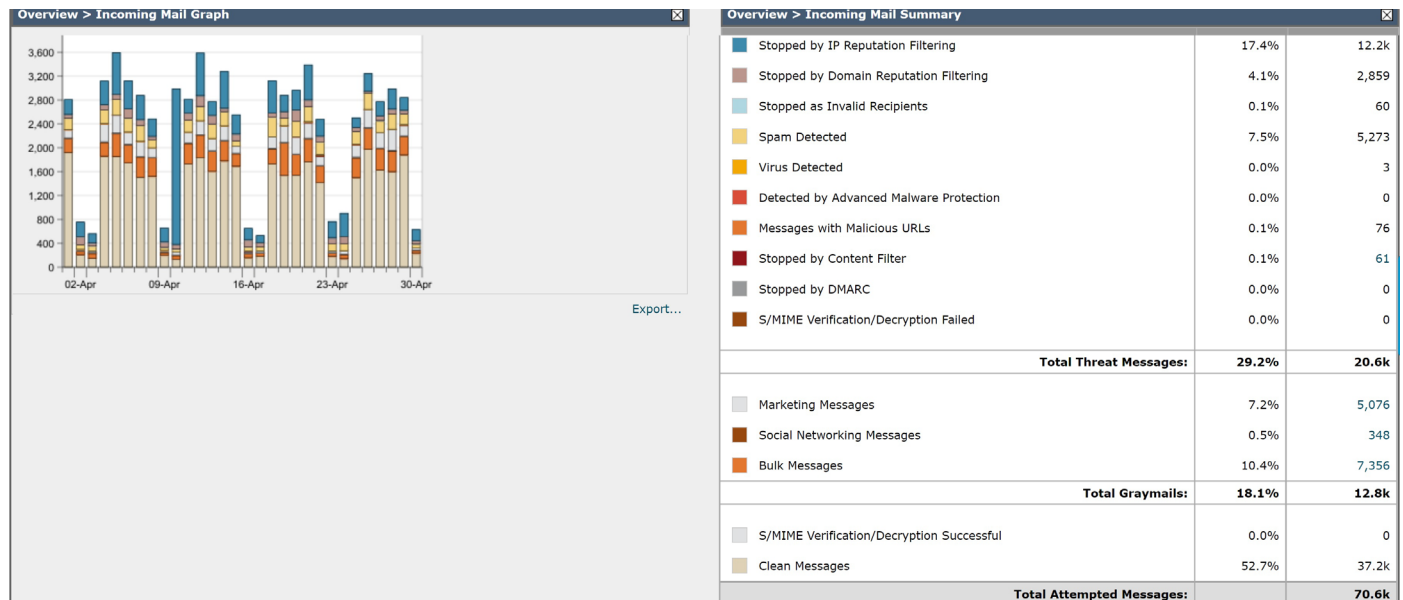 Overview > Incoming Mail Graph
3,600
3,200
2,800
2,400
2,000
1,600
1,200
800
400
0
02-Apr 09-Apr 16-Apr 23-Apr 30-Apr
Export...
Overview > Incoming Mail Summary
Stopped by IP Reputation Filtering 17.4% 12.2k
Stopped by Domain Reputation Filtering 4.1% 2,859
Stopped as Invalid Recipients 0.1% 60
Spam Detected 7.5% 5,273
Virus Detected 0.0% 3
Detected by Advanced Malware Protection 0.0% 0
Messages with Malicious URLs 0.1% 76
Stopped by Content Filter 0.1% 61
Stopped by DMARC 0.0% 0
S/MIME Verification/Decryption Failed 0.0% 0
Total Threat Messages: 29.2% 20.6k
Marketing Messages 7.2% 5,076
Social Networking Messages 0.5% 348
Bulk Messages 10.4% 7,356
Total Graymails: 18.1% 12.8k
S/MIME Verification/Decryption Successful 0.0% 0
Clean Messages 52.7% 37.2k
Total Attempted Messages: 70.6k